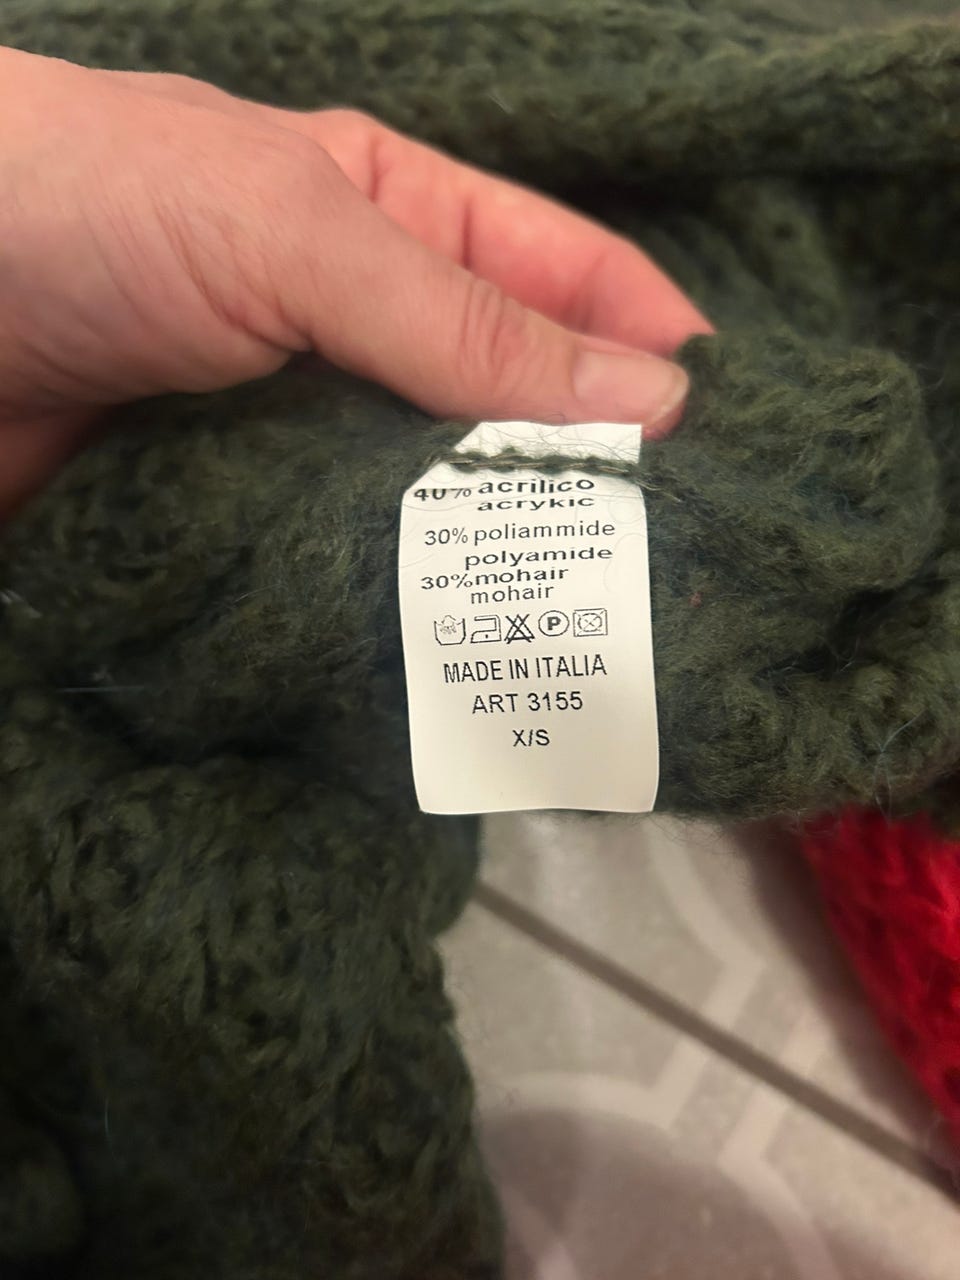 40% acrilico
acrykic
30% poliammide
polyamide
30%mohair
mohair
P
MADE IN ITALIA
ART 3155
X/S